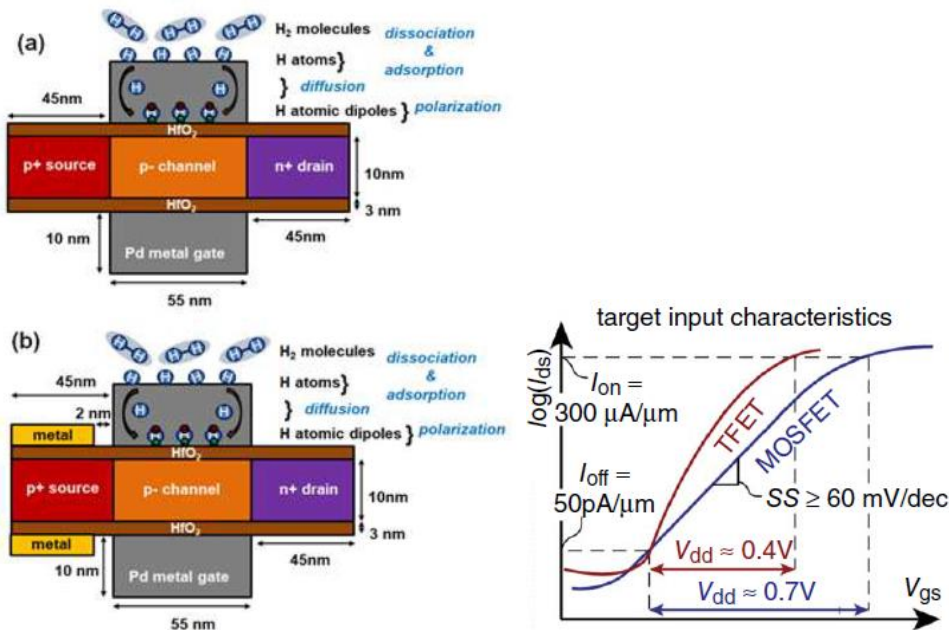 (a)
H₂ molecules
dissociation
&
adsorption
H atoms}
} diffusion
H atomic dipoles } polarization
H H H H H H
H H H H
H H
45nm
HfO₂
p+ source
p- channel
n+ drain
10nm
HfO₂
3 nm
10 nm
45nm
Pd metal gate
55 nm
(b)
H₂ molecules
dissociation
&
adsorption
H atoms}
} diffusion
H atomic dipoles } polarization
H H H H H H
H H H H
H H
45nm
2 nm
metal
HfO₂
p+ source
p- channel
n+ drain
10nm
HfO₂
metal
3 nm
10 nm
45nm
Pd metal gate
55 nm
target input characteristics
log(Ids)
Ion =
300 μA/μm
TFET
MOSFET
Ioff =
50pA/μm
SS ≥ 60 mV/dec
Vdd ≈ 0.4V
Vdd ≈ 0.7V
Vgs